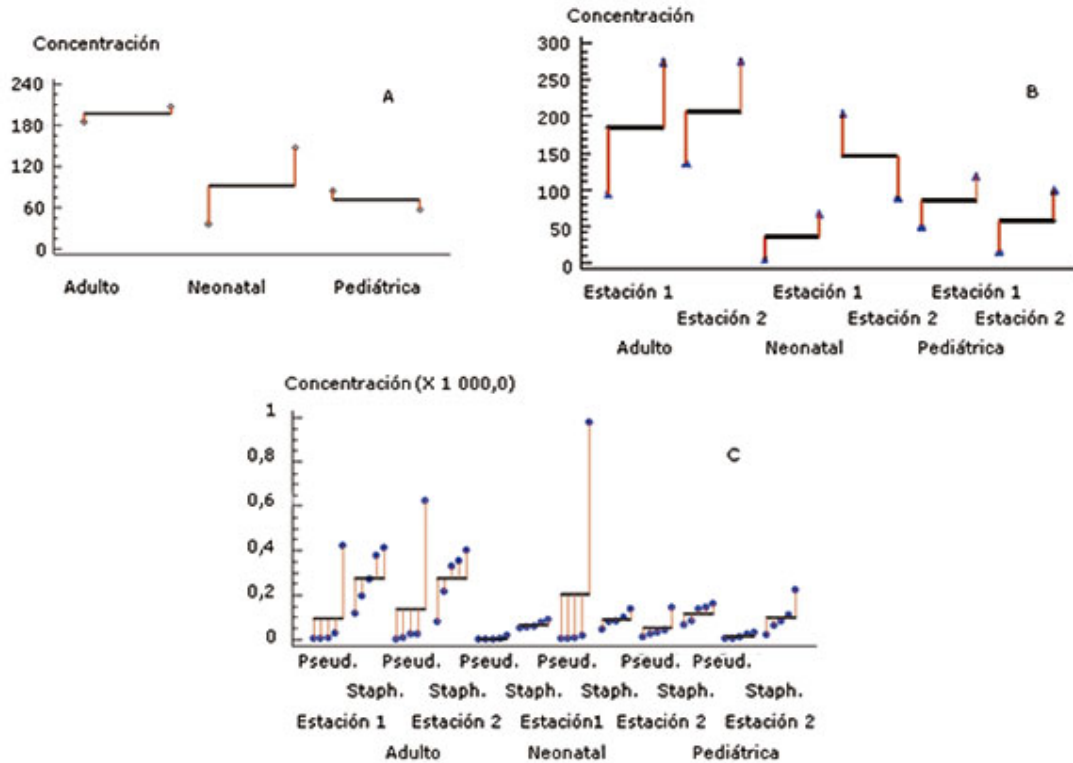 Concentración
A
240
180
120
60
0
Adulto Neonatal Pediátrica
Concentración
B
300
250
200
150
100
50
0
Estación 1 Estación 1 Estación 1
Estación 2 Estación 2 Estación 2
Adulto Neonatal Pediátrica
Concentración (X 1 000,0)
C
1
0,8
0,6
0,4
0,2
0
Pseud. Pseud. Pseud. Pseud. Pseud. Pseud.
Staph. Staph. Staph. Staph. Staph. Staph.
Estación 1 Estación 2 Estación1 Estación 2 Estación 2
Adulto Neonatal Pediátrica